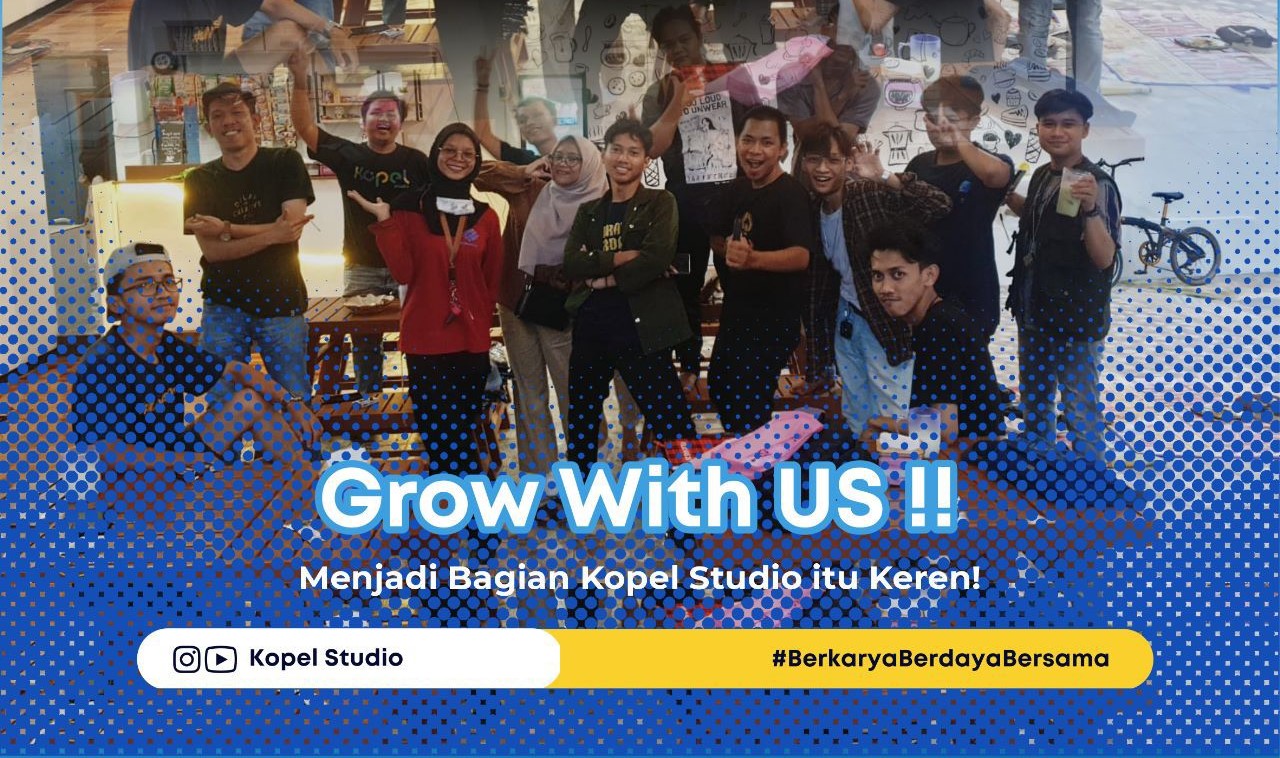 Kopel
Grow With US !!
Menjadi Bagian Kopel Studio itu Keren!
Kopel Studio
#BerkaryaBerdayaBersama